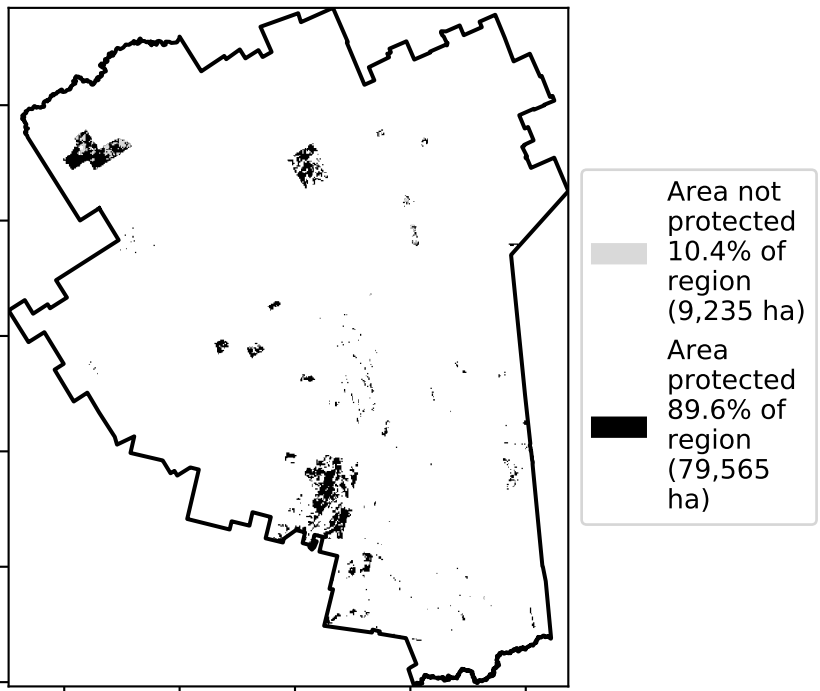 Area not
protected
10.4% of
region
(9,235 ha)
Area
protected
89.6% of
region
(79,565
ha)